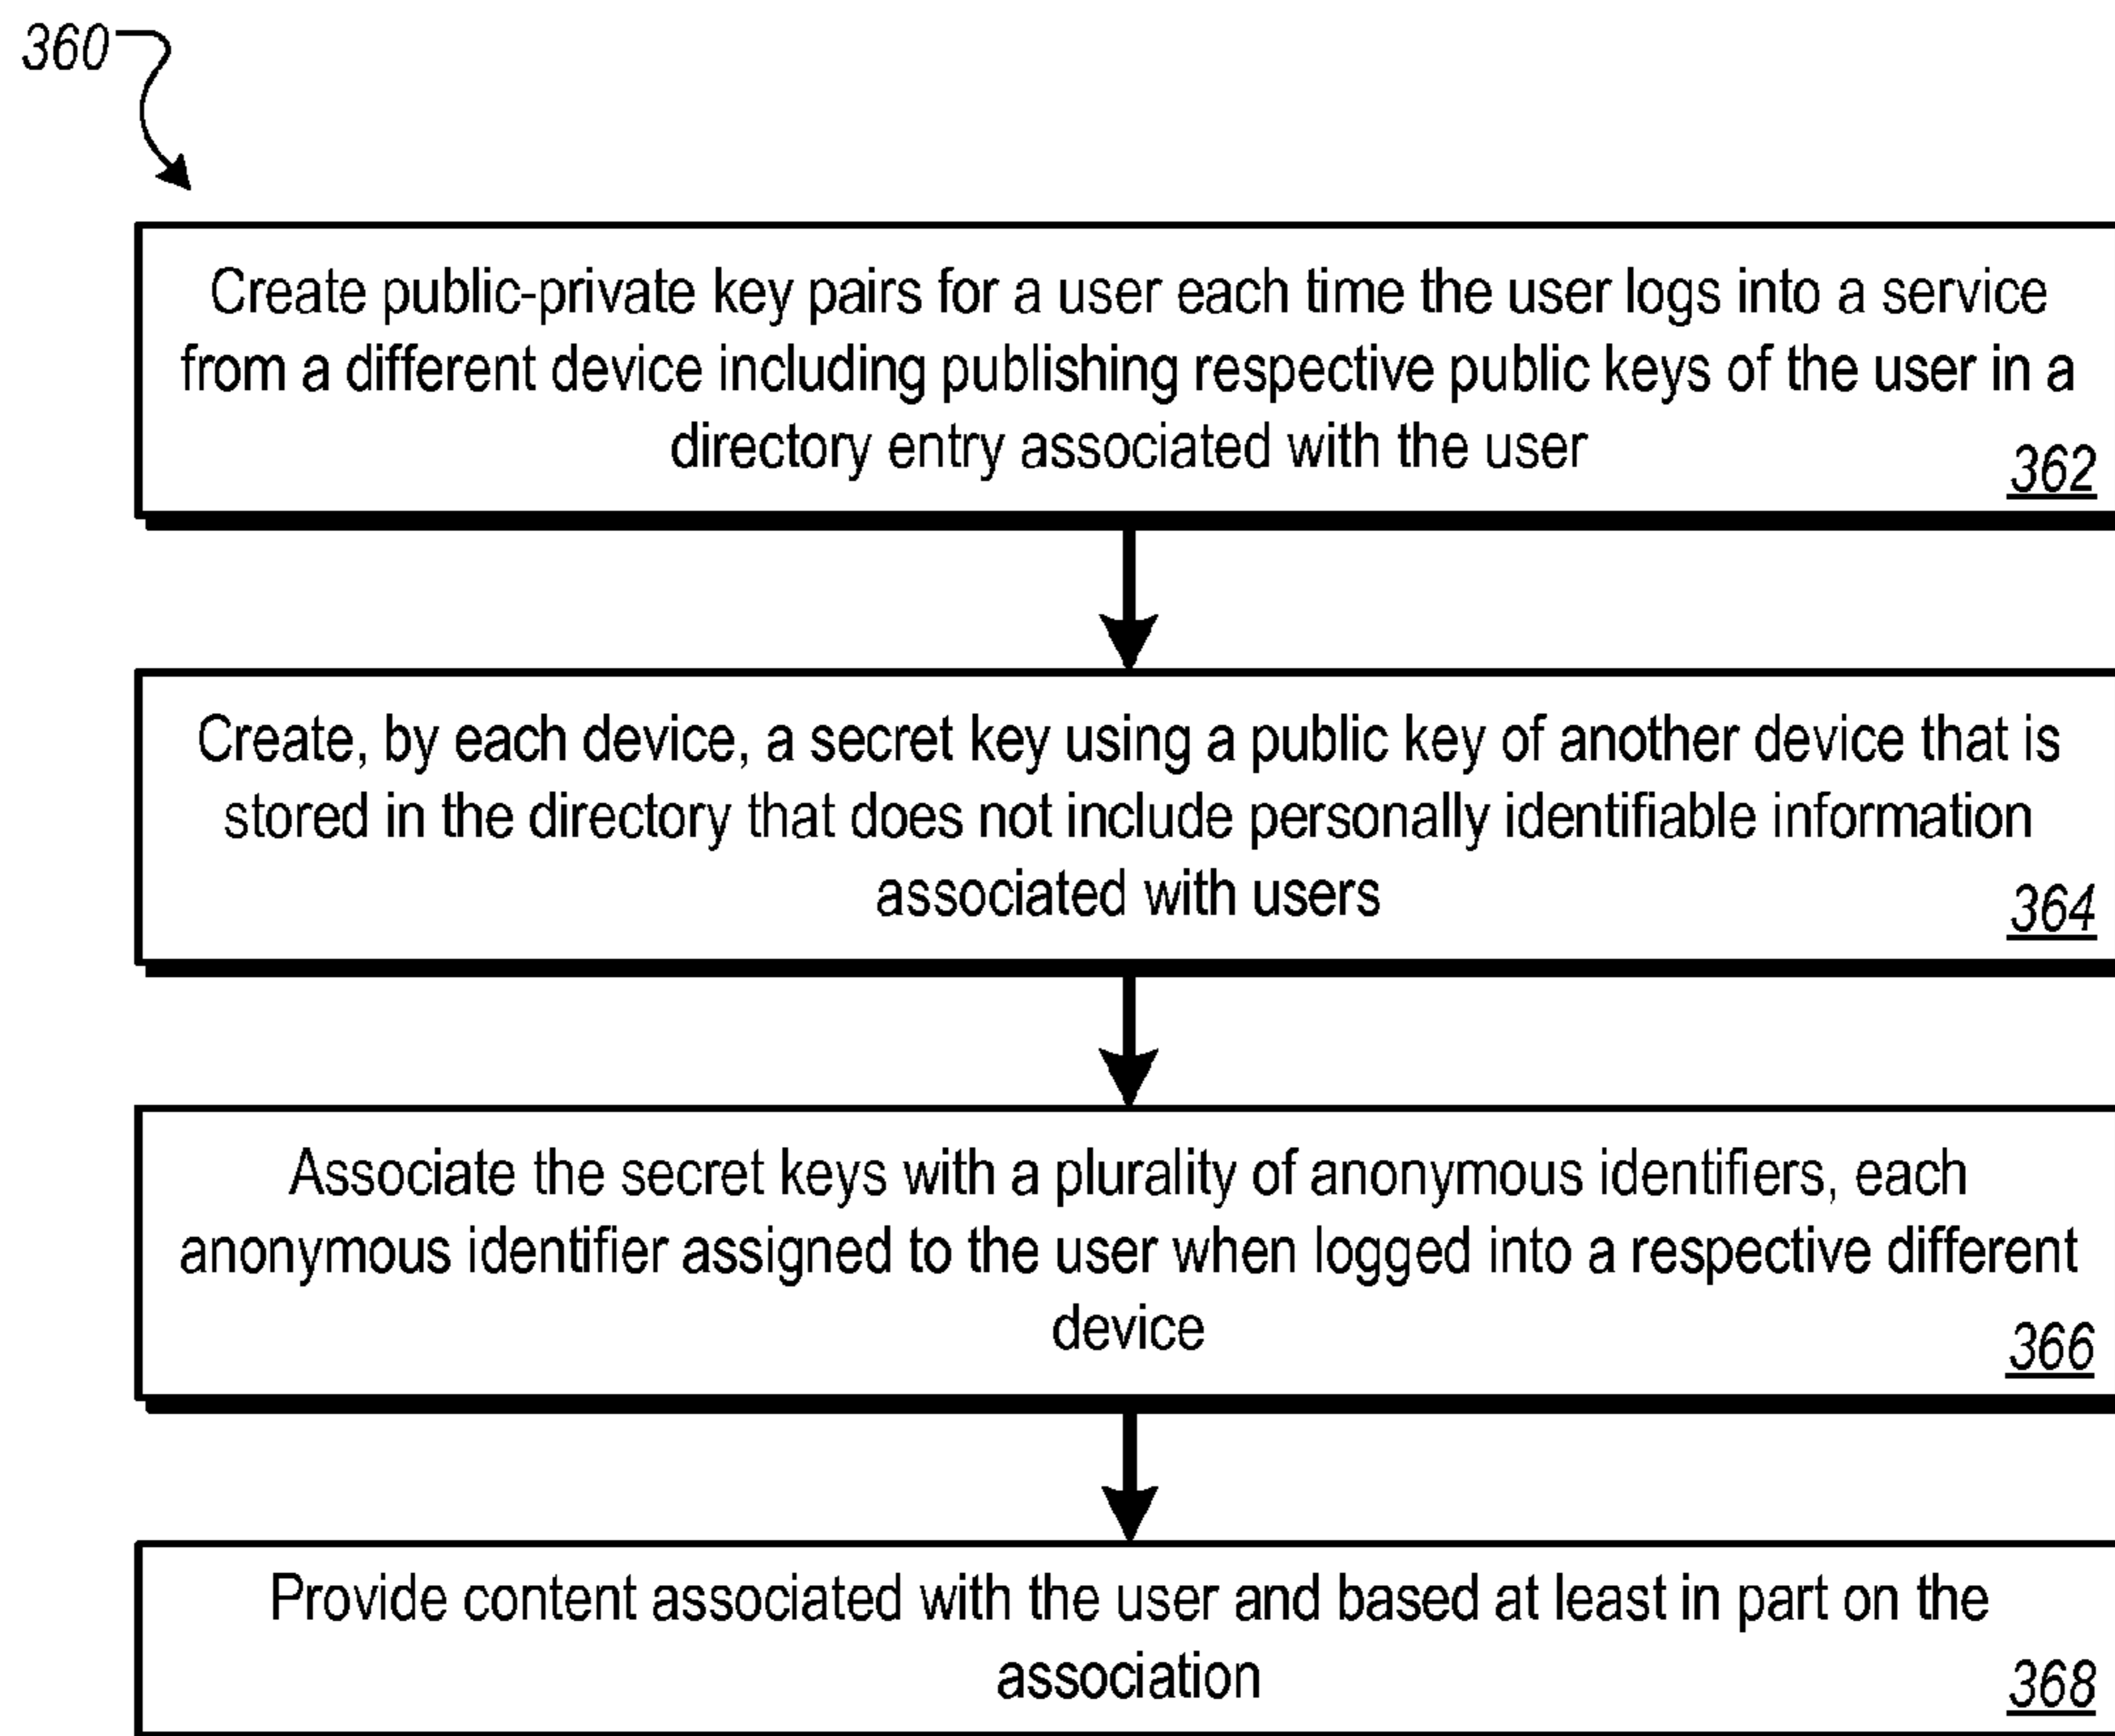 360
Create public-private key pairs for a user each time the user logs into a service
from a different device including publishing respective public keys of the user in a
directory entry associated with the user
362
Create, by each device, a secret key using a public key of another device that is
stored in the directory that does not include personally identifiable information
associated with users
364
Associate the secret keys with a plurality of anonymous identifiers, each
anonymous identifier assigned to the user when logged into a respective different
device
366
Provide content associated with the user and based at least in part on the
association
368